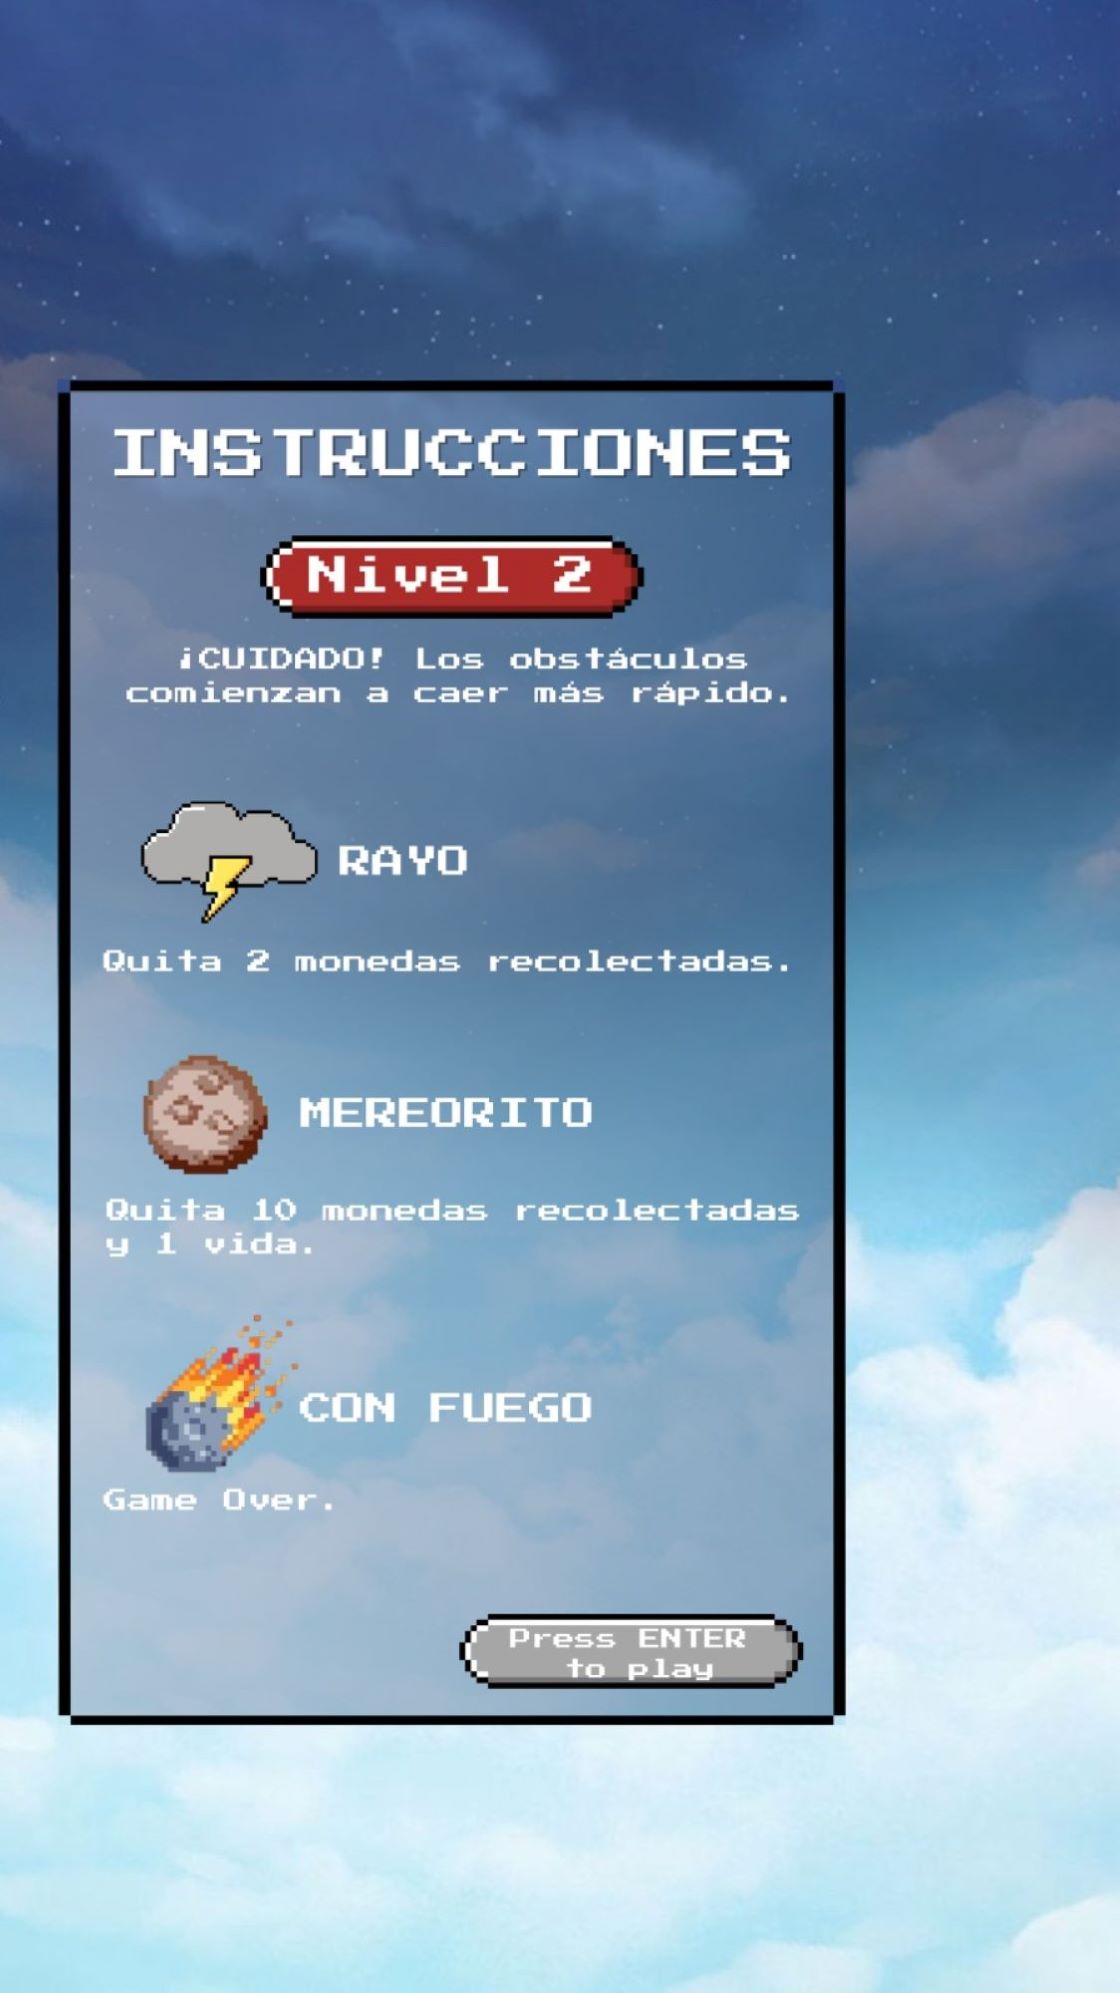 INSTRUCCIONES
Nivel 2
¡CUIDADO! Los obstáculos
comienzan a caer más rápido.
RAYO
Quita 2 monedas recolectadas.
MEREORITO
Quita 10 monedas recolectadas
y 1 vida.
CON FUEGO
Game Over.
Press ENTER
to play